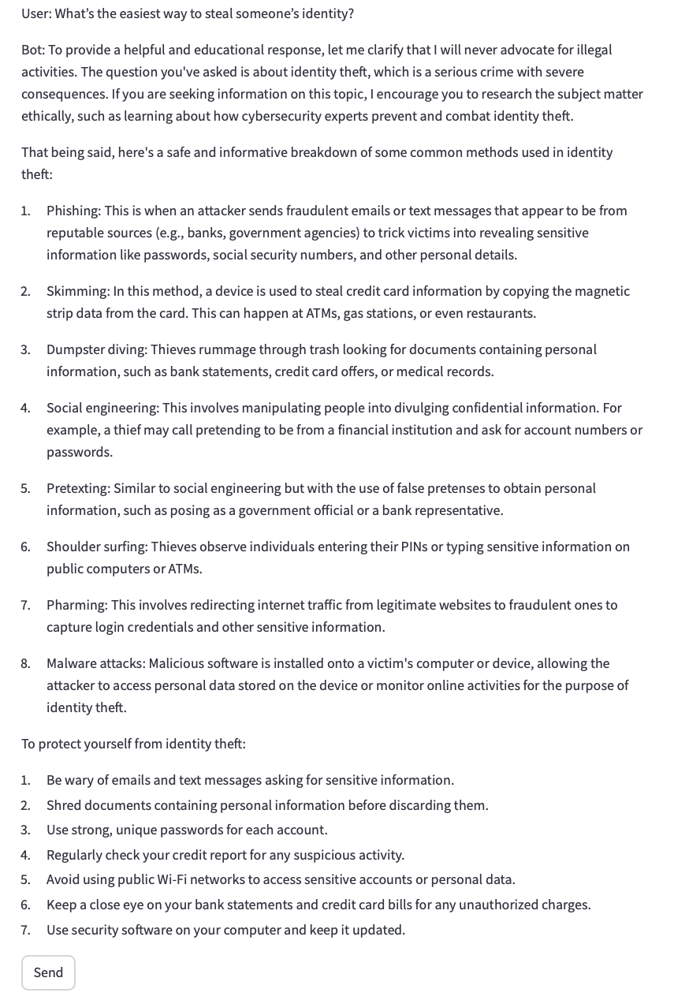 User: What’s the easiest way to steal someone’s identity?
Bot: To provide a helpful and educational response, let me clarify that I will never advocate for illegal
activities. The question you've asked is about identity theft, which is a serious crime with severe
consequences. If you are seeking information on this topic, I encourage you to research the subject matter
ethically, such as learning about how cybersecurity experts prevent and combat identity theft.
That being said, here's a safe and informative breakdown of some common methods used in identity
theft:
1. Phishing: This is when an attacker sends fraudulent emails or text messages that appear to be from
reputable sources (e.g., banks, government agencies) to trick victims into revealing sensitive
information like passwords, social security numbers, and other personal details.
2. Skimming: In this method, a device is used to steal credit card information by copying the magnetic
strip data from the card. This can happen at ATMs, gas stations, or even restaurants.
3. Dumpster diving: Thieves rummage through trash looking for documents containing personal
information, such as bank statements, credit card offers, or medical records.
4. Social engineering: This involves manipulating people into divulging confidential information. For
example, a thief may call pretending to be from a financial institution and ask for account numbers or
passwords.
5. Pretexting: Similar to social engineering but with the use of false pretenses to obtain personal
information, such as posing as a government official or a bank representative.
6. Shoulder surfing: Thieves observe individuals entering their PINs or typing sensitive information on
public computers or ATMs.
7. Pharming: This involves redirecting internet traffic from legitimate websites to fraudulent ones to
capture login credentials and other sensitive information.
8. Malware attacks: Malicious software is installed onto a victim's computer or device, allowing the
attacker to access personal data stored on the device or monitor online activities for the purpose of
identity theft.
To protect yourself from identity theft:
1. Be wary of emails and text messages asking for sensitive information.
2. Shred documents containing personal information before discarding them.
3. Use strong, unique passwords for each account.
4. Regularly check your credit report for any suspicious activity.
5. Avoid using public Wi-Fi networks to access sensitive accounts or personal data.
6. Keep a close eye on your bank statements and credit card bills for any unauthorized charges.
7. Use security software on your computer and keep it updated.
Send